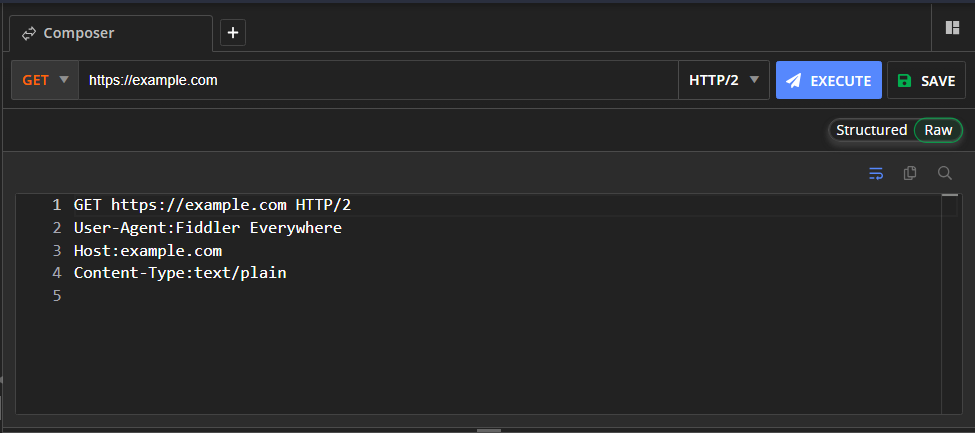 Composer +
GET https://example.com HTTP/2 EXECUTE SAVE
Structured Raw
1 GET https://example.com HTTP/2
2 User-Agent:Fiddler Everywhere
3 Host:example.com
4 Content-Type:text/plain
5